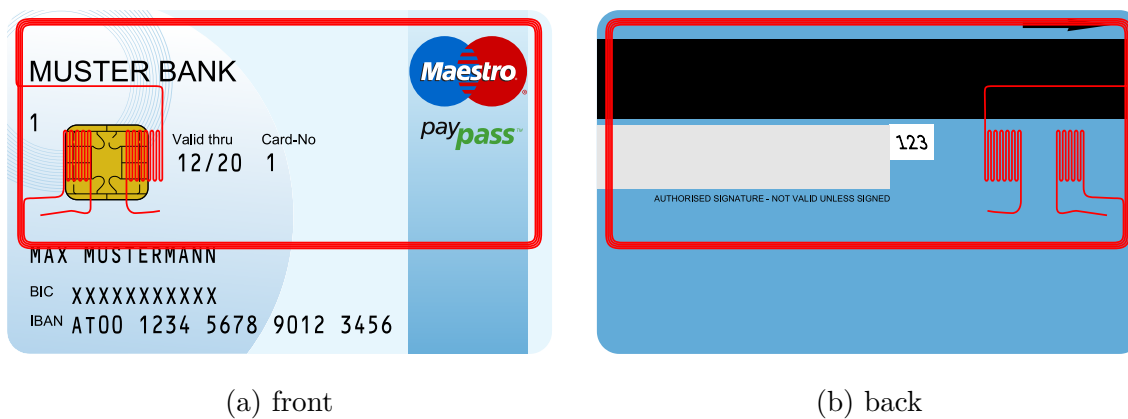 MUSTER BANK
Maestro
®
1
Valid thru
Card-No
12/20
1
paypass™
MAX MUSTERMANN
BIC XXXXXXXXXXX
IBAN AT00 1234 5678 9012 3456
123
AUTHORISED SIGNATURE - NOT VALID UNLESS SIGNED
(a) front
(b) back